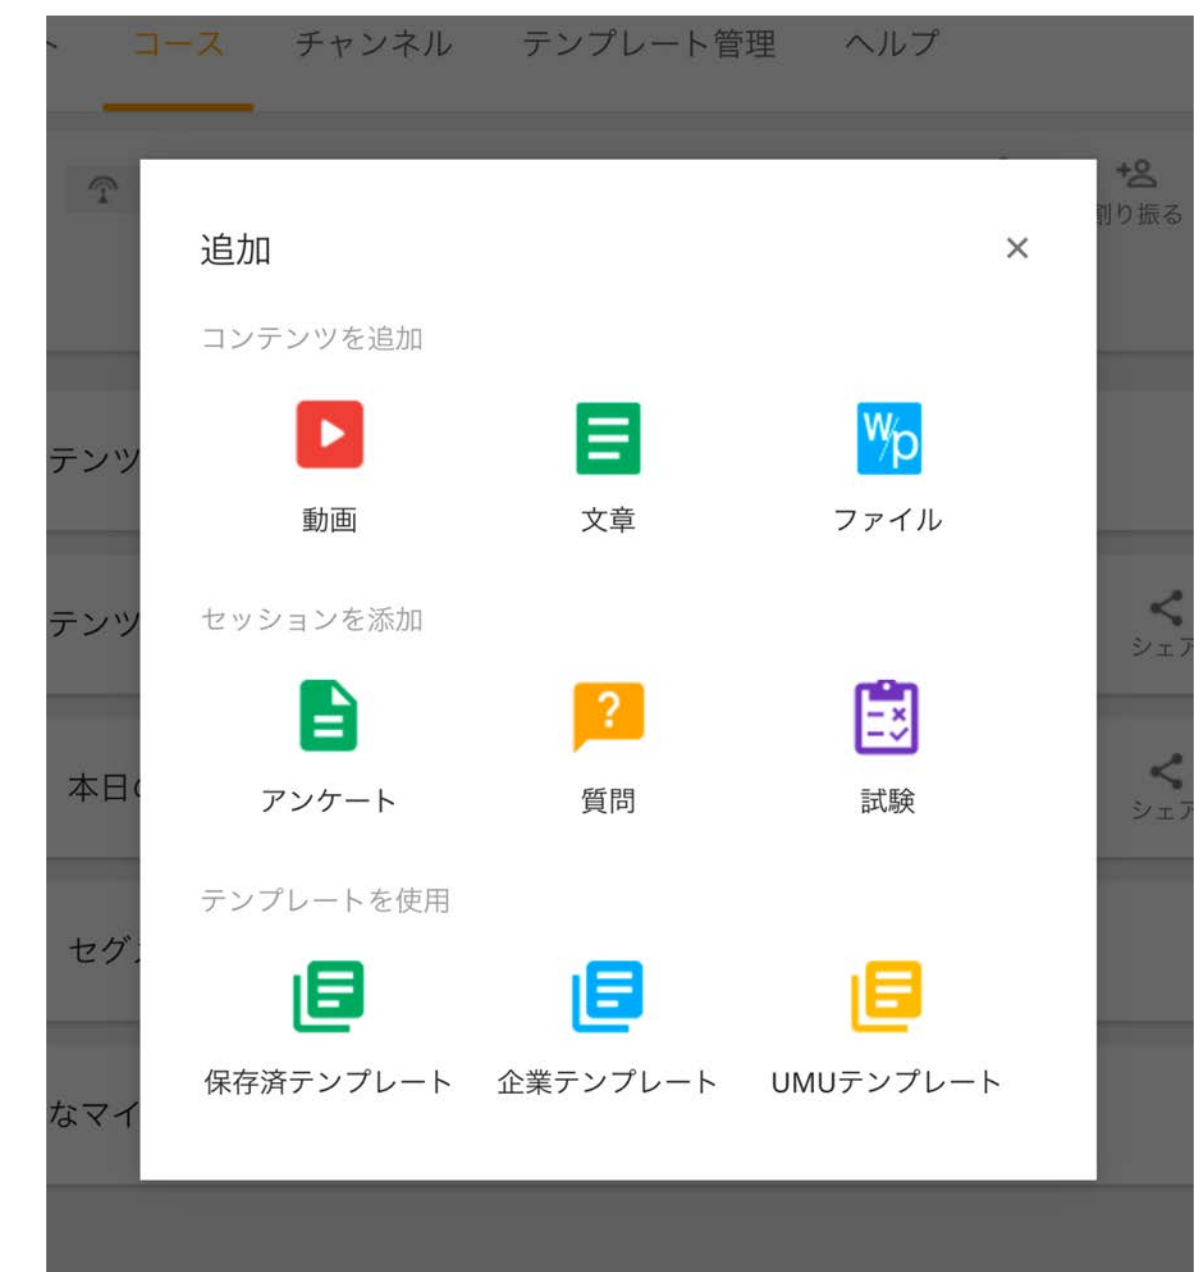 コース チャンネル テンプレート管理 ヘルプ
割り振る
追加
コンテンツを追加
動画 文章 ファイル
テンツ
セッションを添加
テンツ
シェア
アンケート 質問 試験
本日の
シェア
テンプレートを使用
セグメ
保存済テンプレート 企業テンプレート UMUテンプレート
なマイ